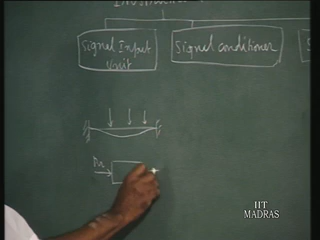 Signal Input
Unit
Signal conditioner
S
IIT
MADRAS